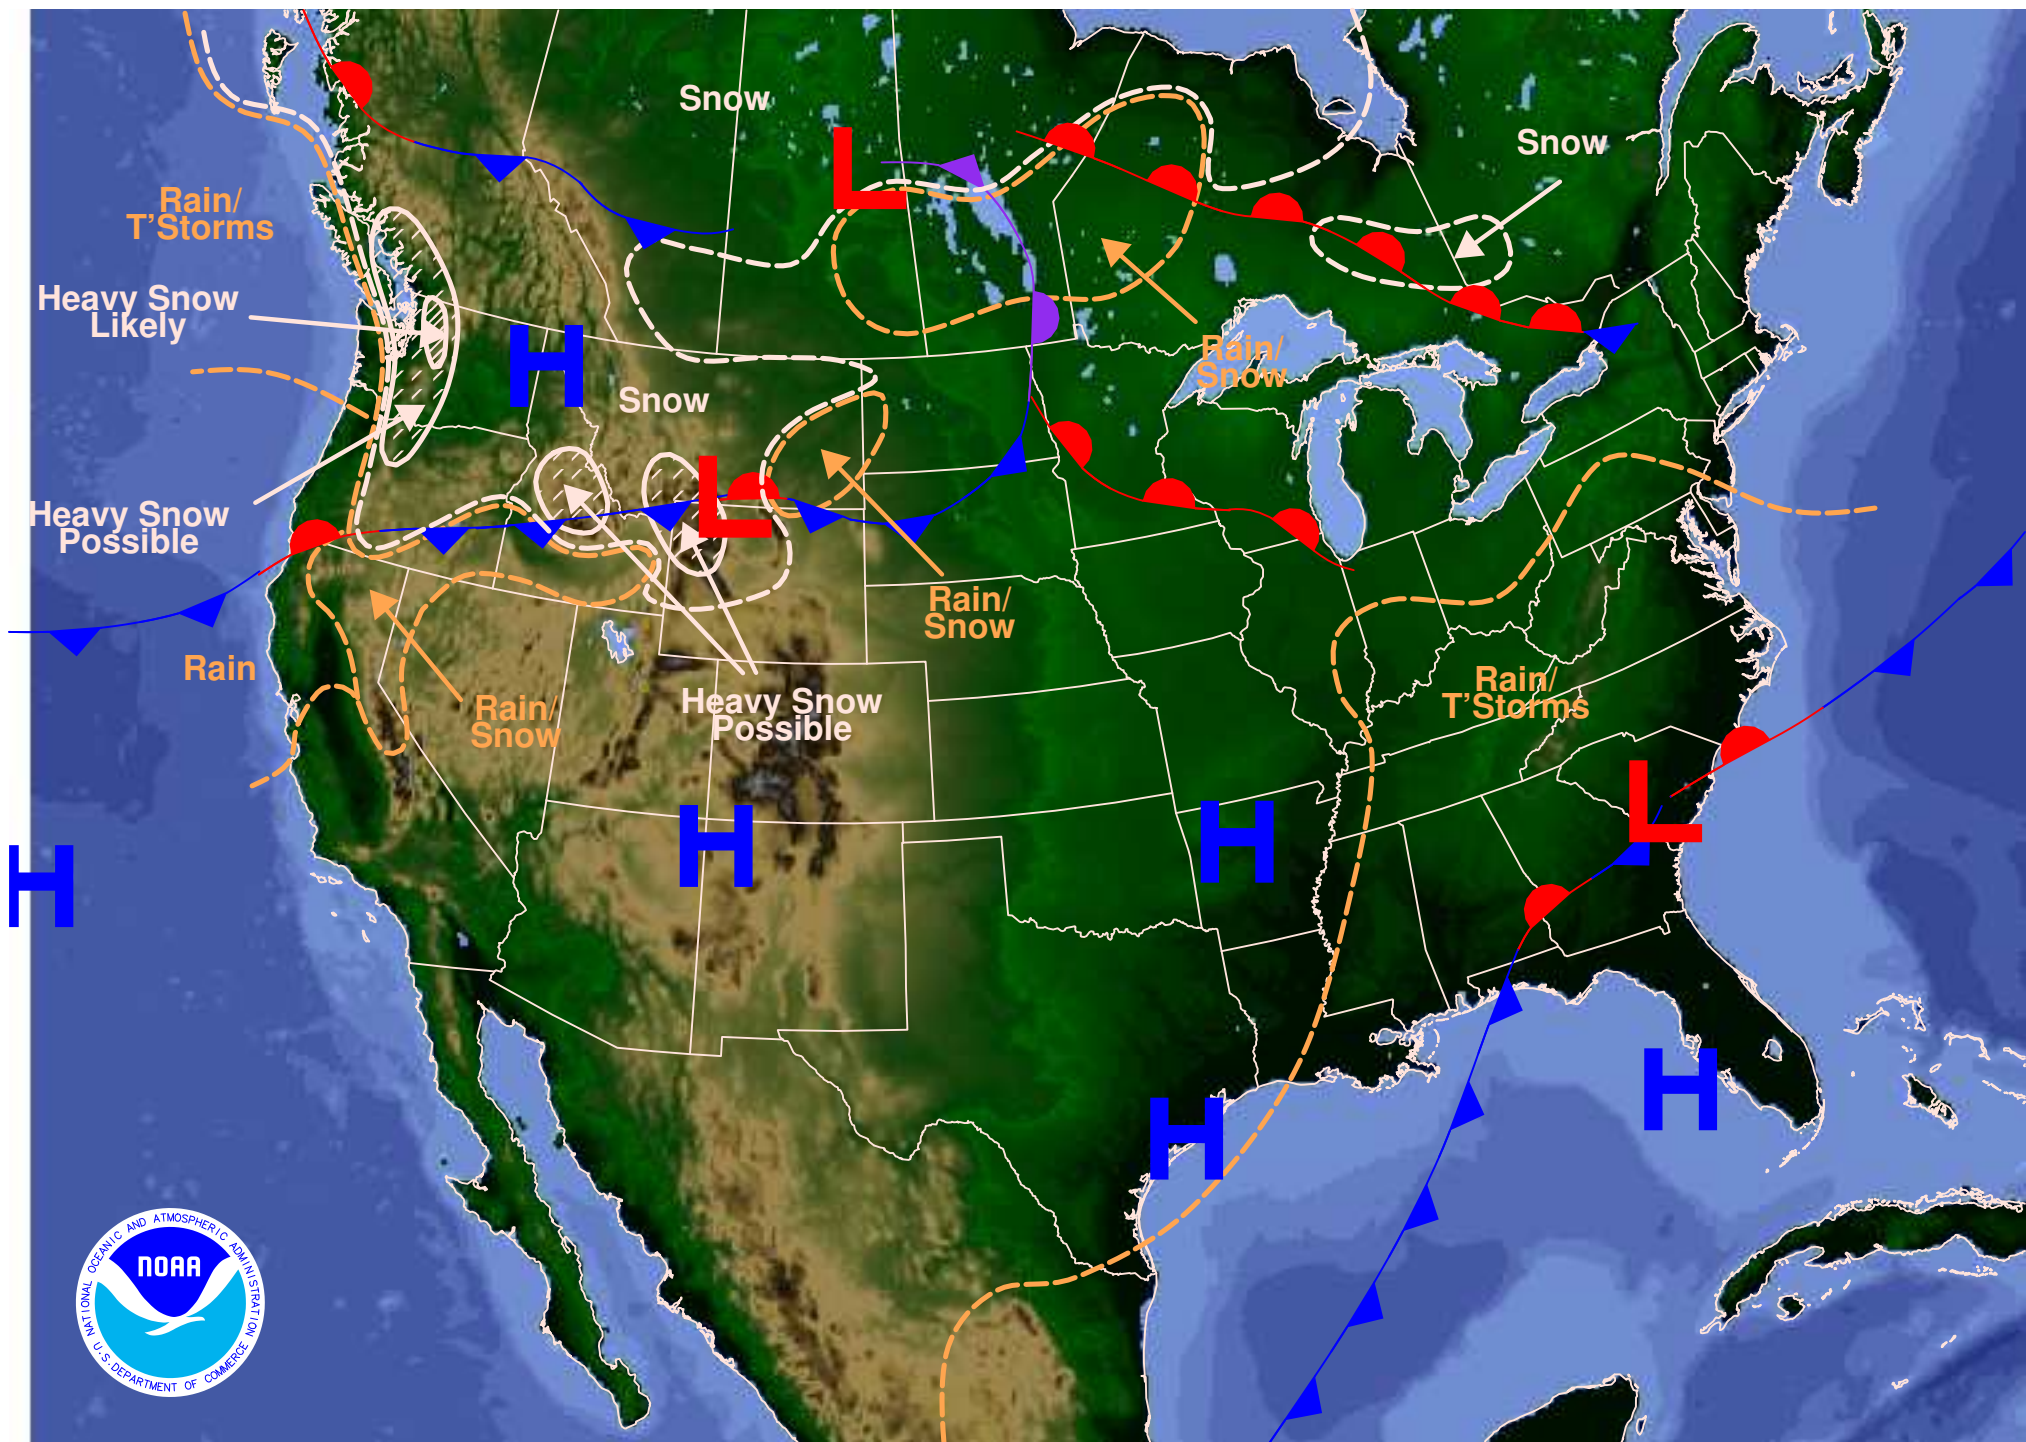 Snow
Snow
Rain/
T'Storms
Heavy Snow
Likely
Rain/
Snow
Snow
Heavy Snow
Possible
Rain/
Snow
Rain
Rain/
T'Storms
Rain/
Snow
Heavy Snow
Possible
L
H
L
L
H
H
H
H
H
NATIONAL OCEANIC AND ATMOSPHERIC ADMINISTRATION
NOAA
U.S. DEPARTMENT OF COMMERCE